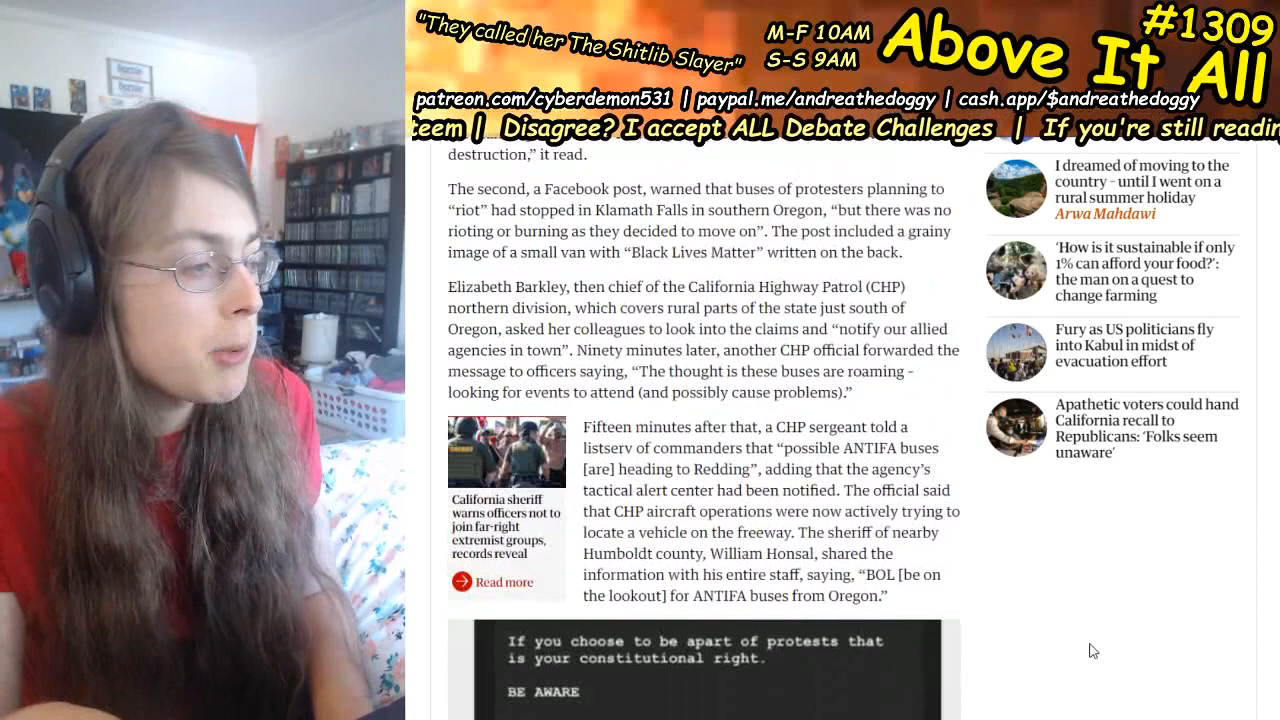 "They called her The Shitlib Slayer"
M-F 10AM
S-S 9AM
Above It All
#1309
patreon.com/cyberdemon531 | paypal.me/andreathedoggy | cash.app/$andreathedoggy
teem | Disagree? I accept ALL Debate Challenges | If you're still readin
destruction,” it read.
The second, a Facebook post, warned that buses of protesters planning to
“riot” had stopped in Klamath Falls in southern Oregon, “but there was no
rioting or burning as they decided to move on”. The post included a grainy
image of a small van with “Black Lives Matter” written on the back.
Elizabeth Barkley, then chief of the California Highway Patrol (CHP)
northern division, which covers rural parts of the state just south of
Oregon, asked her colleagues to look into the claims and “notify our allied
agencies in town”. Ninety minutes later, another CHP official forwarded the
message to officers saying, “The thought is these buses are roaming –
looking for events to attend (and possibly cause problems).”
California sheriff
warns officers not to
join far-right
extremist groups,
records reveal
Read more
Fifteen minutes after that, a CHP sergeant told a
listserv of commanders that “possible ANTIFA buses
[are] heading to Redding”, adding that the agency’s
tactical alert center had been notified. The official said
that CHP aircraft operations were now actively trying to
locate a vehicle on the freeway. The sheriff of nearby
Humboldt county, William Honsal, shared the
information with his entire staff, saying, “BOL [be on
the lookout] for ANTIFA buses from Oregon.”
If you choose to be apart of protests that
is your constitutional right.
BE AWARE
I dreamed of moving to the
country – until I went on a
rural summer holiday
Arwa Mahdawi
‘How is it sustainable if only
1% can afford your food?’:
the man on a quest to
change farming
Fury as US politicians fly
into Kabul in midst of
evacuation effort
Apathetic voters could hand
California recall to
Republicans: ‘Folks seem
unaware’